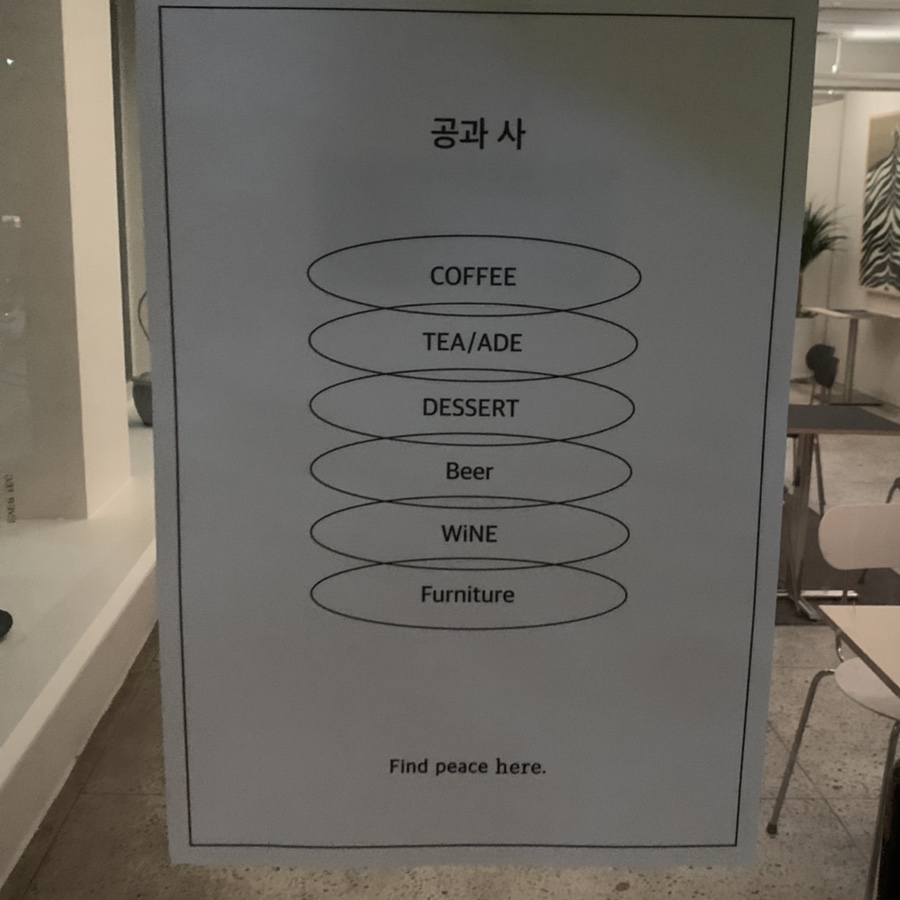 공과 사
COFFEE
TEA/ADE
DESSERT
Beer
WiNE
Furniture
Find peace here.